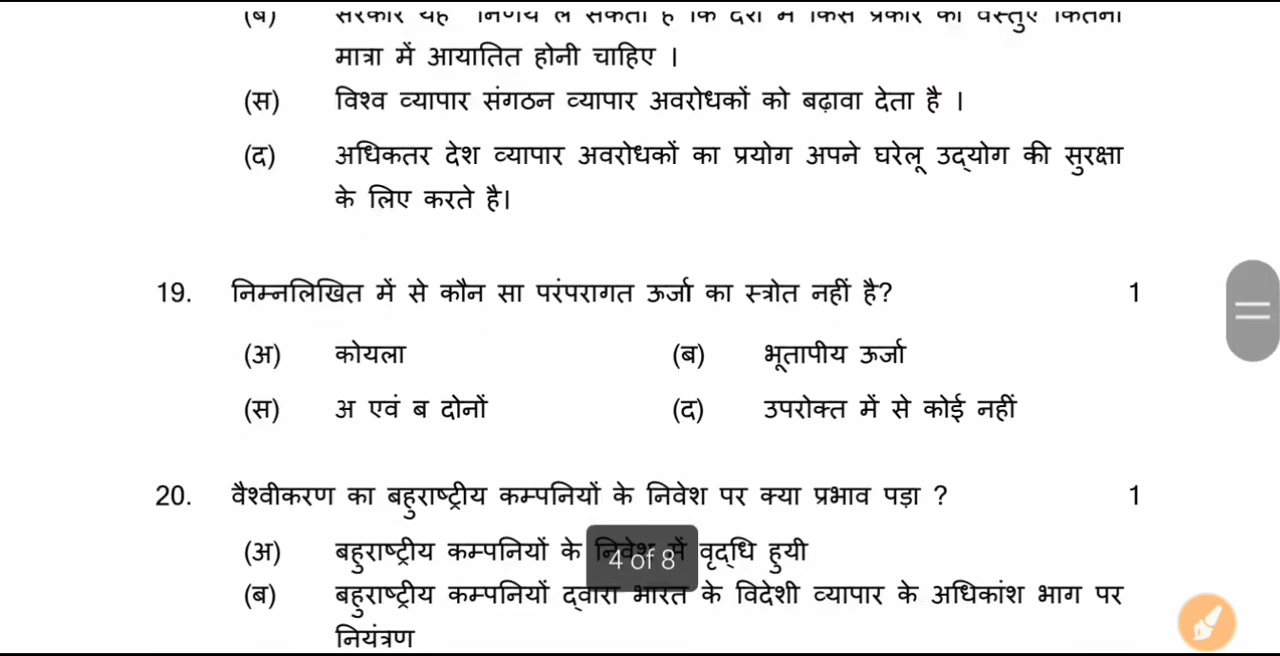 (ब) सरकार यह निर्णय ले सकती है कि देश में किस प्रकार की वस्तुएं कितनी
मात्रा में आयातित होनी चाहिए ।
(स) विश्व व्यापार संगठन व्यापार अवरोधकों को बढ़ावा देता है ।
(द) अधिकतर देश व्यापार अवरोधकों का प्रयोग अपने घरेलू उद्योग की सुरक्षा
के लिए करते है।
19. निम्नलिखित में से कौन सा परंपरागत ऊर्जा का स्त्रोत नहीं है? 1
(अ) कोयला (ब) भूतापीय ऊर्जा
(स) अ एवं ब दोनों (द) उपरोक्त में से कोई नहीं
20. वैश्वीकरण का बहुराष्ट्रीय कम्पनियों के निवेश पर क्या प्रभाव पड़ा ? 1
(अ) बहुराष्ट्रीय कम्पनियों के निवेश में वृद्धि हुयी
4 of 8
(ब) बहुराष्ट्रीय कम्पनियों द्वारा भारत के विदेशी व्यापार के अधिकांश भाग पर
नियंत्रण